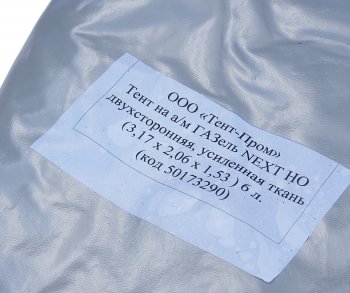 ООО «Тент-Пром»
Тент на а/м ГАЗель NEXT НО
двухсторонняя, усиленная ткань
(3,17 х 2,06 х 1,53 ) 6 л.
(код 50173290)